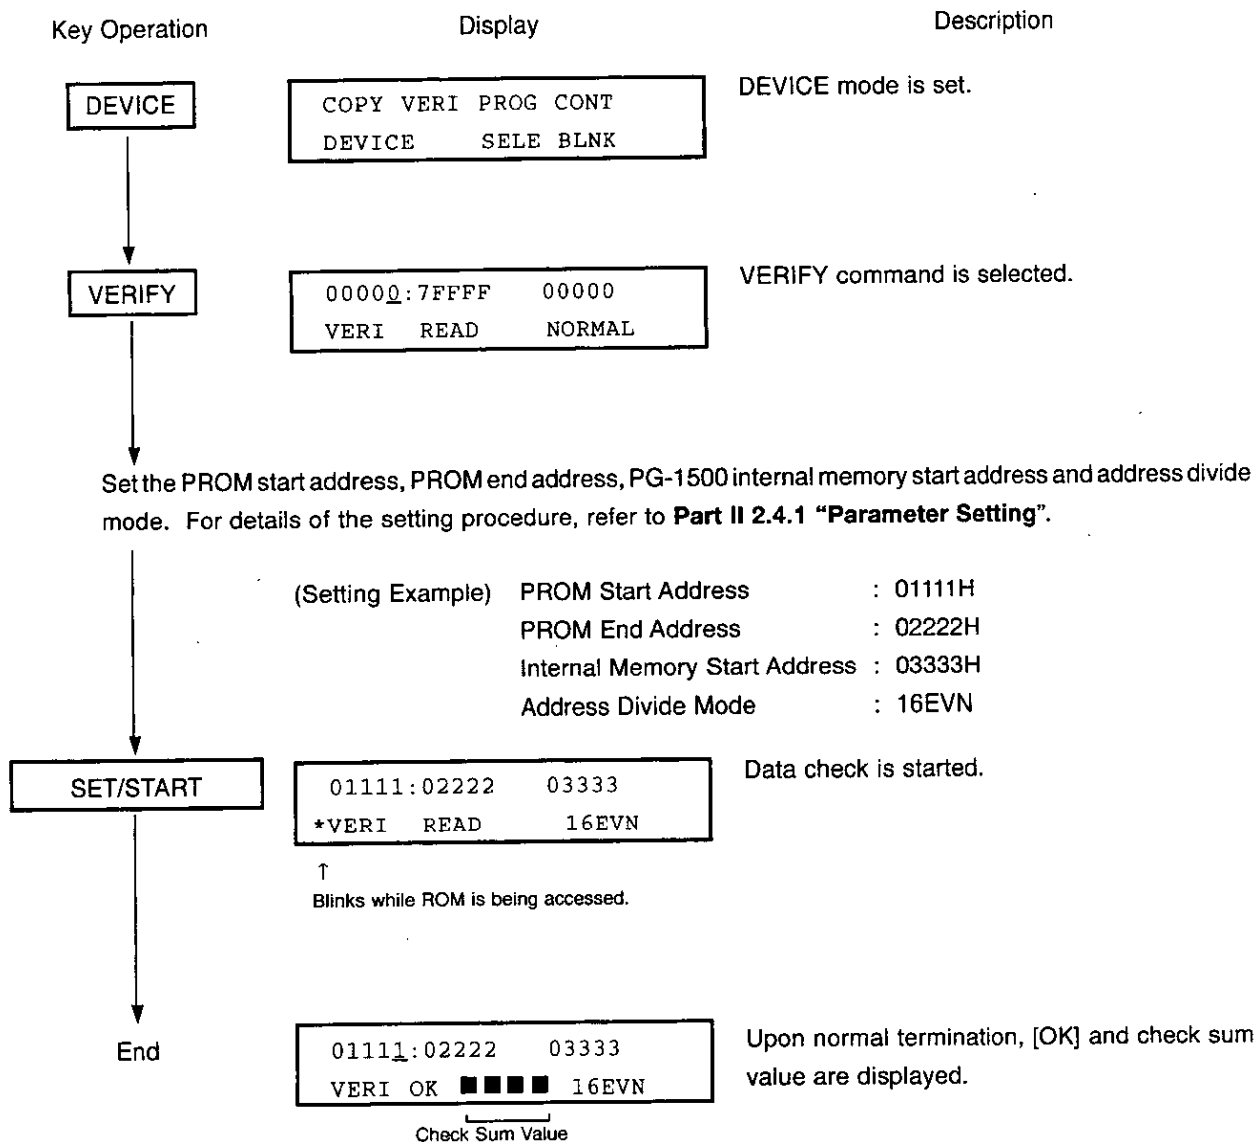 Key Operation Display Description
DEVICE
COPY VERI PROG CONT
DEVICE SELE BLNK
DEVICE mode is set.
VERIFY
00000:7FFFF 00000
VERI READ NORMAL
VERIFY command is selected.
Set the PROM start address, PROM end address, PG-1500 internal memory start address and address divide
mode. For details of the setting procedure, refer to Part II 2.4.1 “Parameter Setting”.
(Setting Example) PROM Start Address : 01111H
PROM End Address : 02222H
Internal Memory Start Address : 03333H
Address Divide Mode : 16EVN
SET/START
01111:02222 03333
*VERI READ 16EVN
Data check is started.
↑
Blinks while ROM is being accessed.
End
01111:02222 03333
VERI OK ■■■■ 16EVN
Check Sum Value
Upon normal termination, [OK] and check sum
value are displayed.